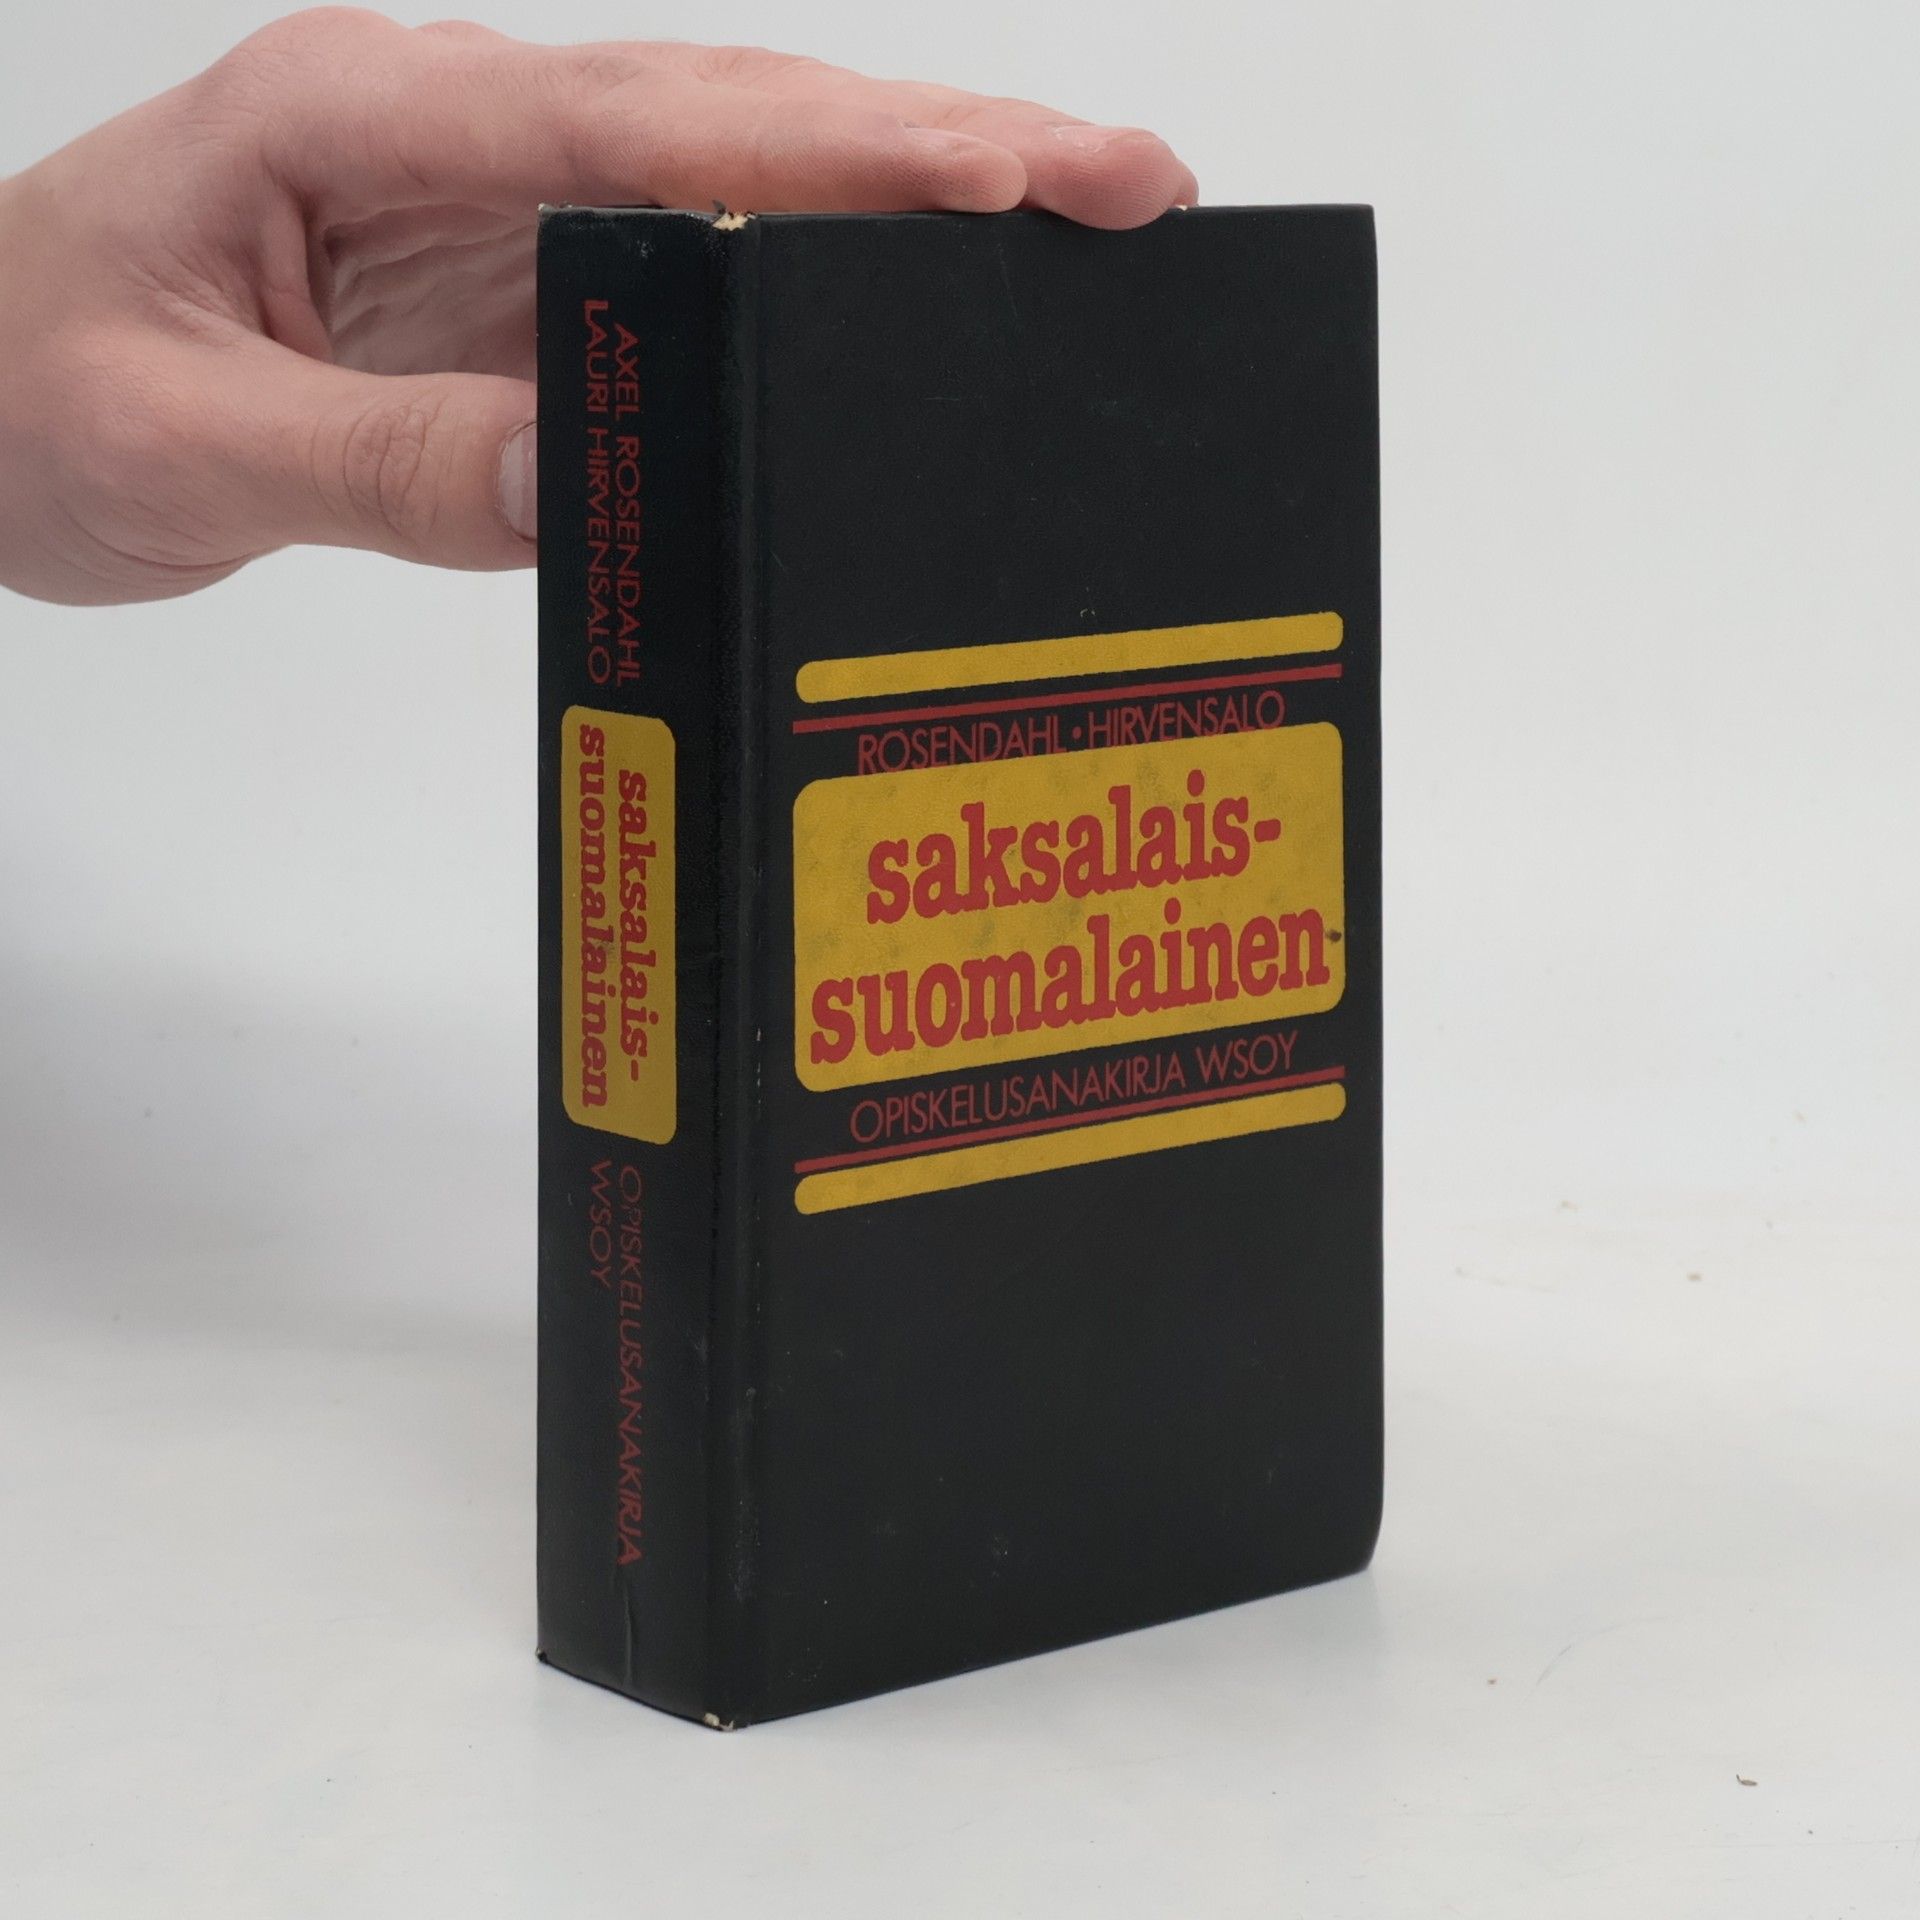 AXEL ROSENDAHL
LAURI HIRVENSALO
saksalais-
suomalainen
OPISKELUSANAKIRJA
WSOY
ROSENDAHL • HIRVENSALO
saksalais-
suomalainen
OPISKELUSANAKIRJA WSOY